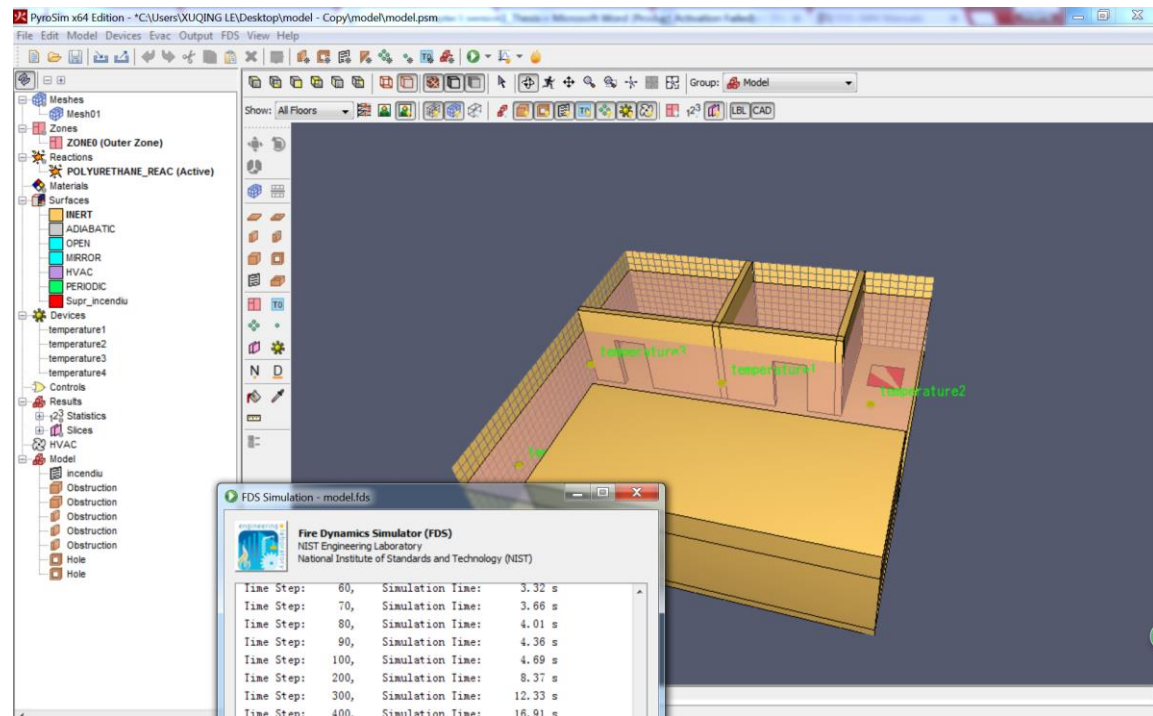 PyroSim x64 Edition - *C:\Users\XUQING LE\Desktop\model - Copy\model\model.psm
File Edit Model Devices Evac Output FDS View Help
Group: Model
Meshes
Mesh01
Zones
ZONE0 (Outer Zone)
Reactions
POLYURETHANE_REAC (Active)
Materials
Surfaces
INERT
ADIABATIC
OPEN
MIRROR
HVAC
PERIODIC
Supr_incendiu
Devices
temperature1
temperature2
temperature3
temperature4
Controls
Results
Statistics
Slices
HVAC
Model
incendiu
Obstruction
Obstruction
Obstruction
Obstruction
Obstruction
Hole
Hole
Show: All Floors
LBL CAD
N D
temperature3
temperature1
temperature2
FDS Simulation - model.fds
Fire Dynamics Simulator (FDS)
NIST Engineering Laboratory
National Institute of Standards and Technology (NIST)
Time Step: 60, Simulation Time: 3.32 s
Time Step: 70, Simulation Time: 3.66 s
Time Step: 80, Simulation Time: 4.01 s
Time Step: 90, Simulation Time: 4.36 s
Time Step: 100, Simulation Time: 4.69 s
Time Step: 200, Simulation Time: 8.37 s
Time Step: 300, Simulation Time: 12.33 s
Time Step: 400, Simulation Time: 16.91 s